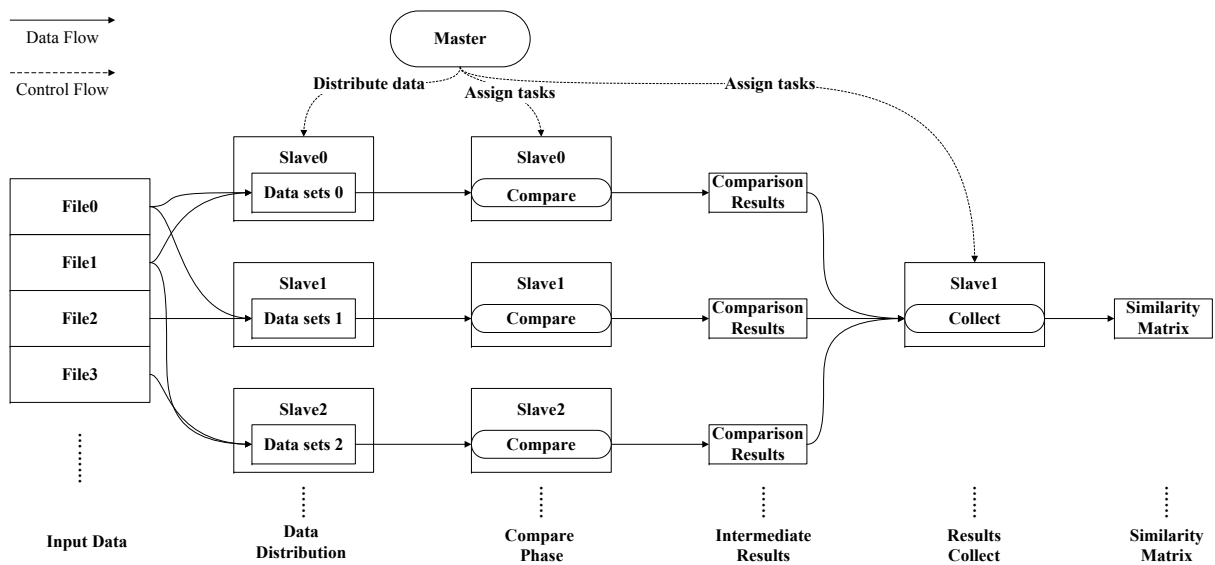 Data Flow
Control Flow
Master
Distribute data
Assign tasks
Assign tasks
File0
File1
File2
File3
Slave0
Data sets 0
Slave1
Data sets 1
Slave2
Data sets 2
Slave0
Compare
Slave1
Compare
Slave2
Compare
Comparison
Results
Comparison
Results
Comparison
Results
Slave1
Collect
Similarity
Matrix
Input Data
Data
Distribution
Compare
Phase
Intermediate
Results
Results
Collect
Similarity
Matrix